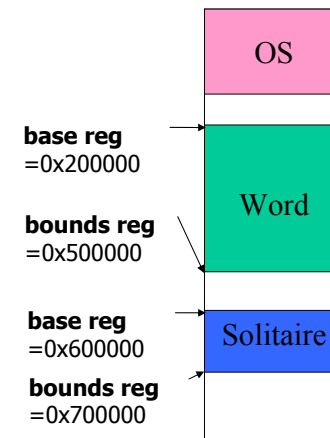 OS
base reg
=0x200000
Word
bounds reg
=0x500000
base reg
=0x600000
Solitaire
bounds reg
=0x700000